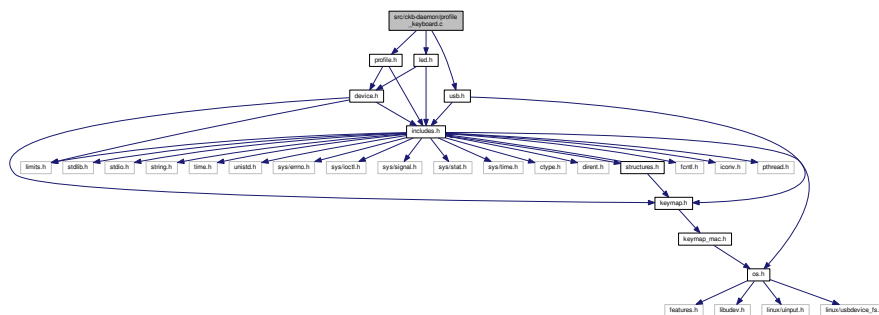 src/ckb-daemon/profile
_keyboard.c
profile.h
led.h
device.h
usb.h
includes.h
limits.h
stdlib.h
stdio.h
string.h
time.h
unistd.h
sys/errno.h
sys/ioctl.h
sys/signal.h
sys/stat.h
sys/time.h
ctype.h
dirent.h
structures.h
fcntl.h
iconv.h
pthread.h
keymap.h
keymap_mac.h
os.h
features.h
libudev.h
linux/uinput.h
linux/usbdevice_fs.